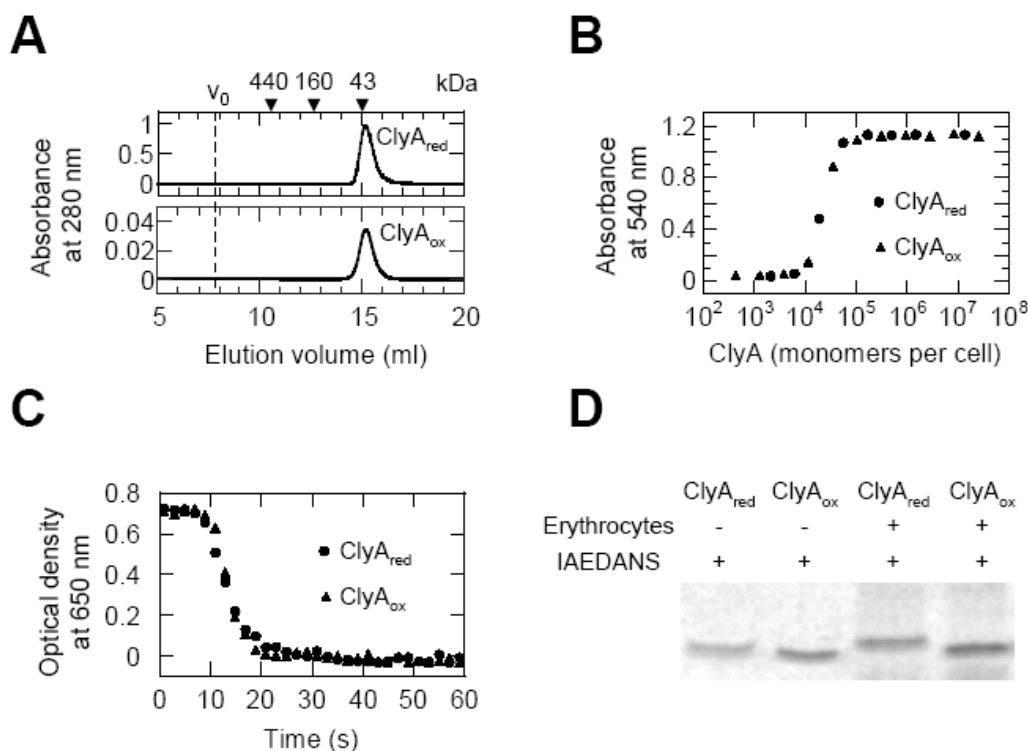 A
V0 440 160 43 kDa
Absorbance at 280 nm
1
0.5
0
ClyAred
0.04
0.02
0
ClyAox
5 10 15 20
Elution volume (ml)
B
Absorbance at 540 nm
1.2
0.8
0.4
0
ClyAred
ClyAox
10^2 10^3 10^4 10^5 10^6 10^7 10^8
ClyA (monomers per cell)
C
Optical density at 650 nm
0.8
0.6
0.4
0.2
0
ClyAred
ClyAox
0 10 20 30 40 50 60
Time (s)
D
ClyAred ClyAox ClyAred ClyAox
Erythrocytes - - + +
IAEDANS + + + +